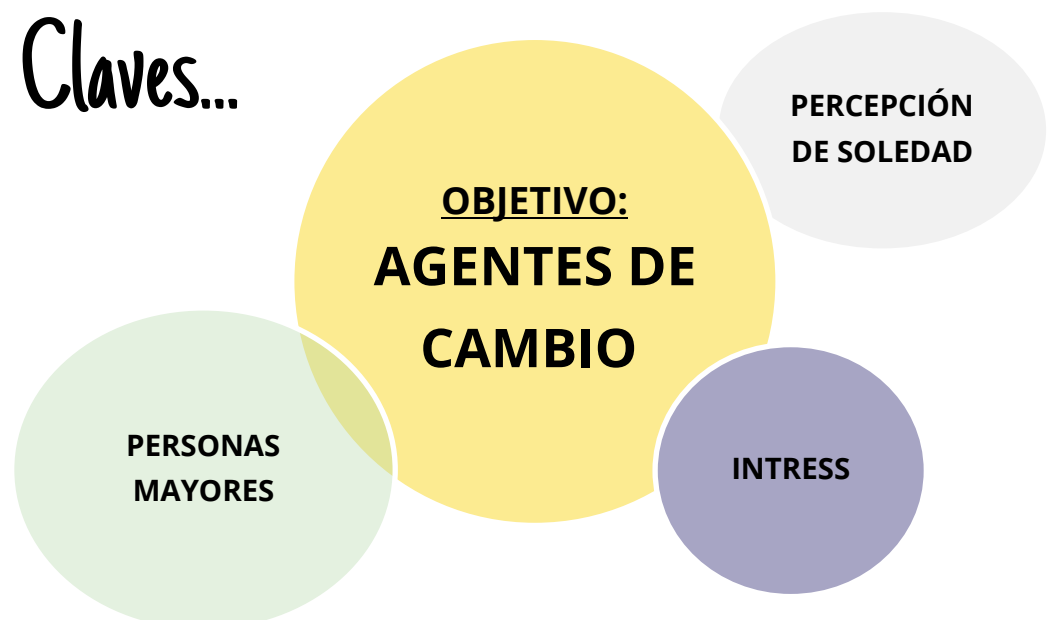 Claves...
PERCEPCIÓN
DE SOLEDAD
OBJETIVO:
AGENTES DE
CAMBIO
PERSONAS
MAYORES
INTRESS